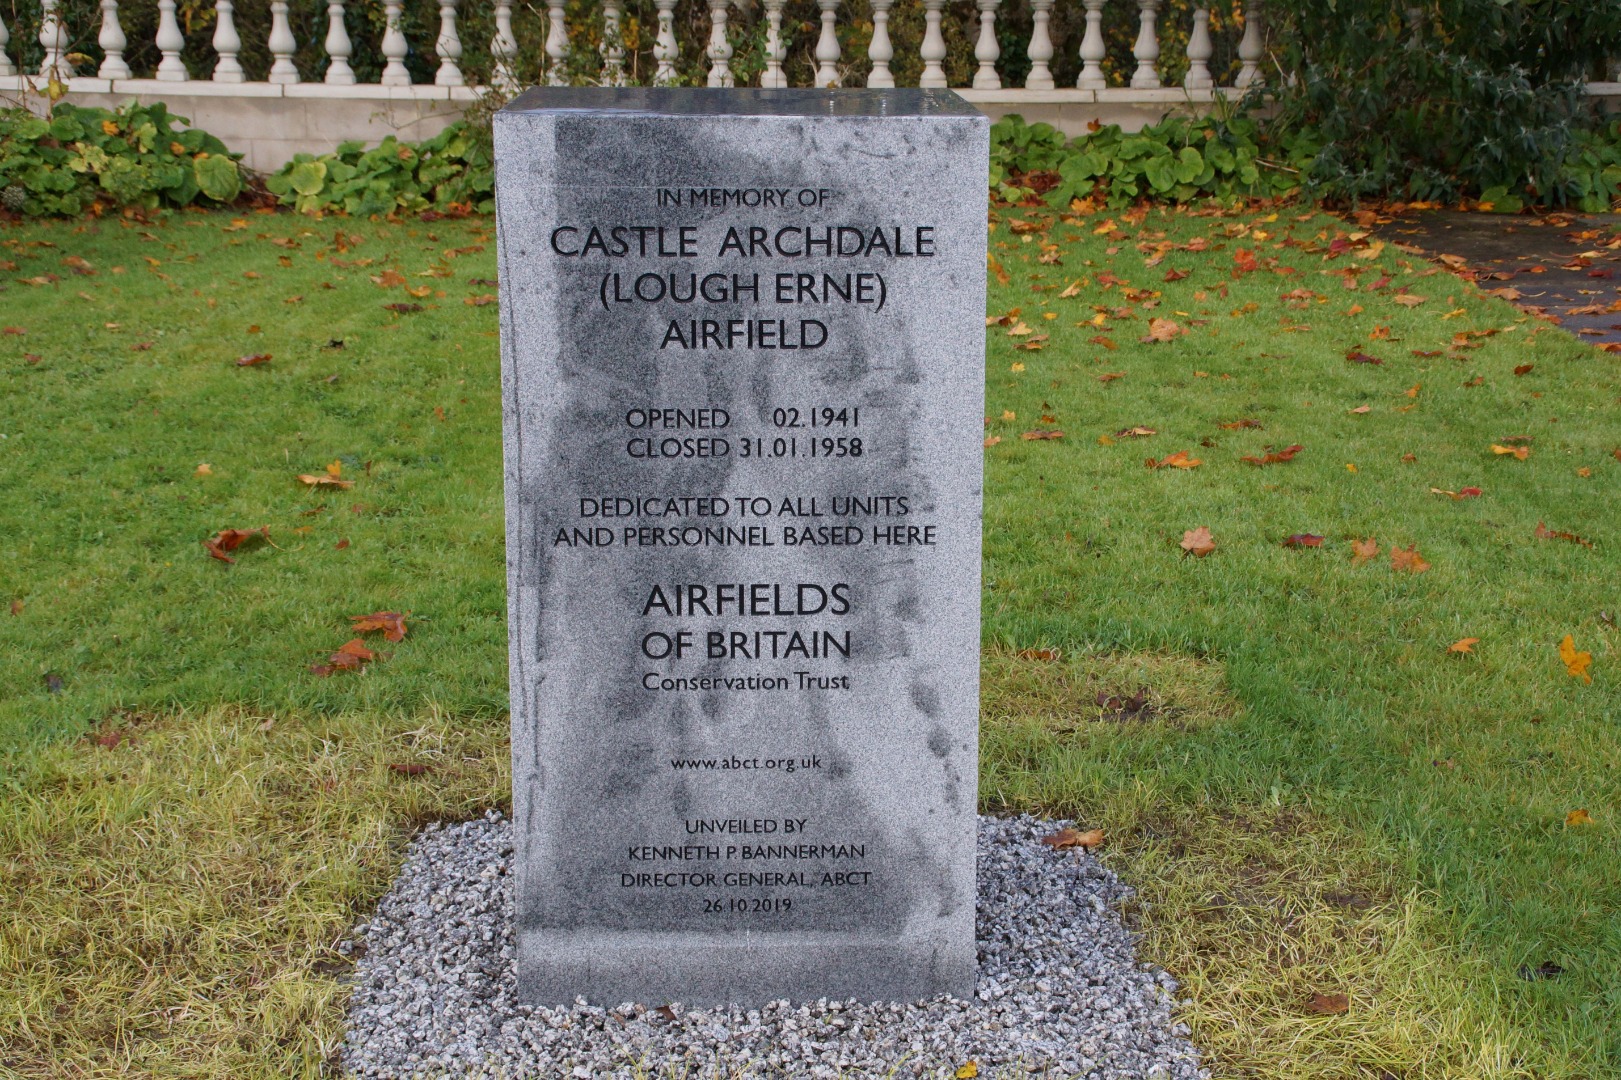 IN MEMORY OF
CASTLE ARCHDALE
(LOUGH ERNE)
AIRFIELD
OPENED 02.1941
CLOSED 31.01.1958
DEDICATED TO ALL UNITS
AND PERSONNEL BASED HERE
AIRFIELDS
OF BRITAIN
Conservation Trust
www.abct.org.uk
UNVEILED BY
KENNETH P. BANNERMAN
DIRECTOR GENERAL, ABCT
26.10.2019